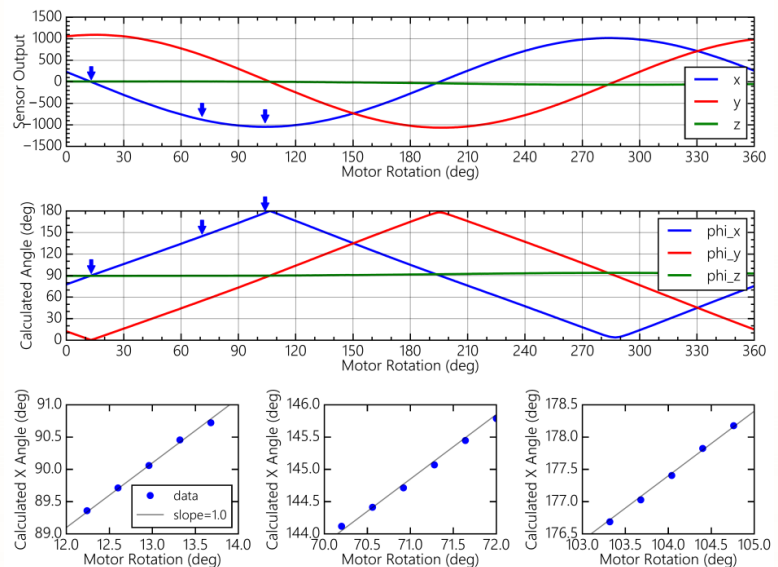 1500
1000
500
0
−500
−1000
−1500
Sensor Output
x
y
z
0 30 60 90 120 150 180 210 240 270 300 330 360
Motor Rotation (deg)
180
150
120
90
60
30
0
Calculated Angle (deg)
phi_x
phi_y
phi_z
0 30 60 90 120 150 180 210 240 270 300 330 360
Motor Rotation (deg)
91.0
90.5
90.0
89.5
89.0
Calculated X Angle (deg)
data
slope=1.0
12.0 12.5 13.0 13.5 14.0
Motor Rotation (deg)
146.0
145.5
145.0
144.5
144.0
Calculated X Angle (deg)
70.0 70.5 71.0 71.5 72.0
Motor Rotation (deg)
178.5
178.0
177.5
177.0
176.5
Calculated X Angle (deg)
103.0 103.5 104.0 104.5 105.0
Motor Rotation (deg)